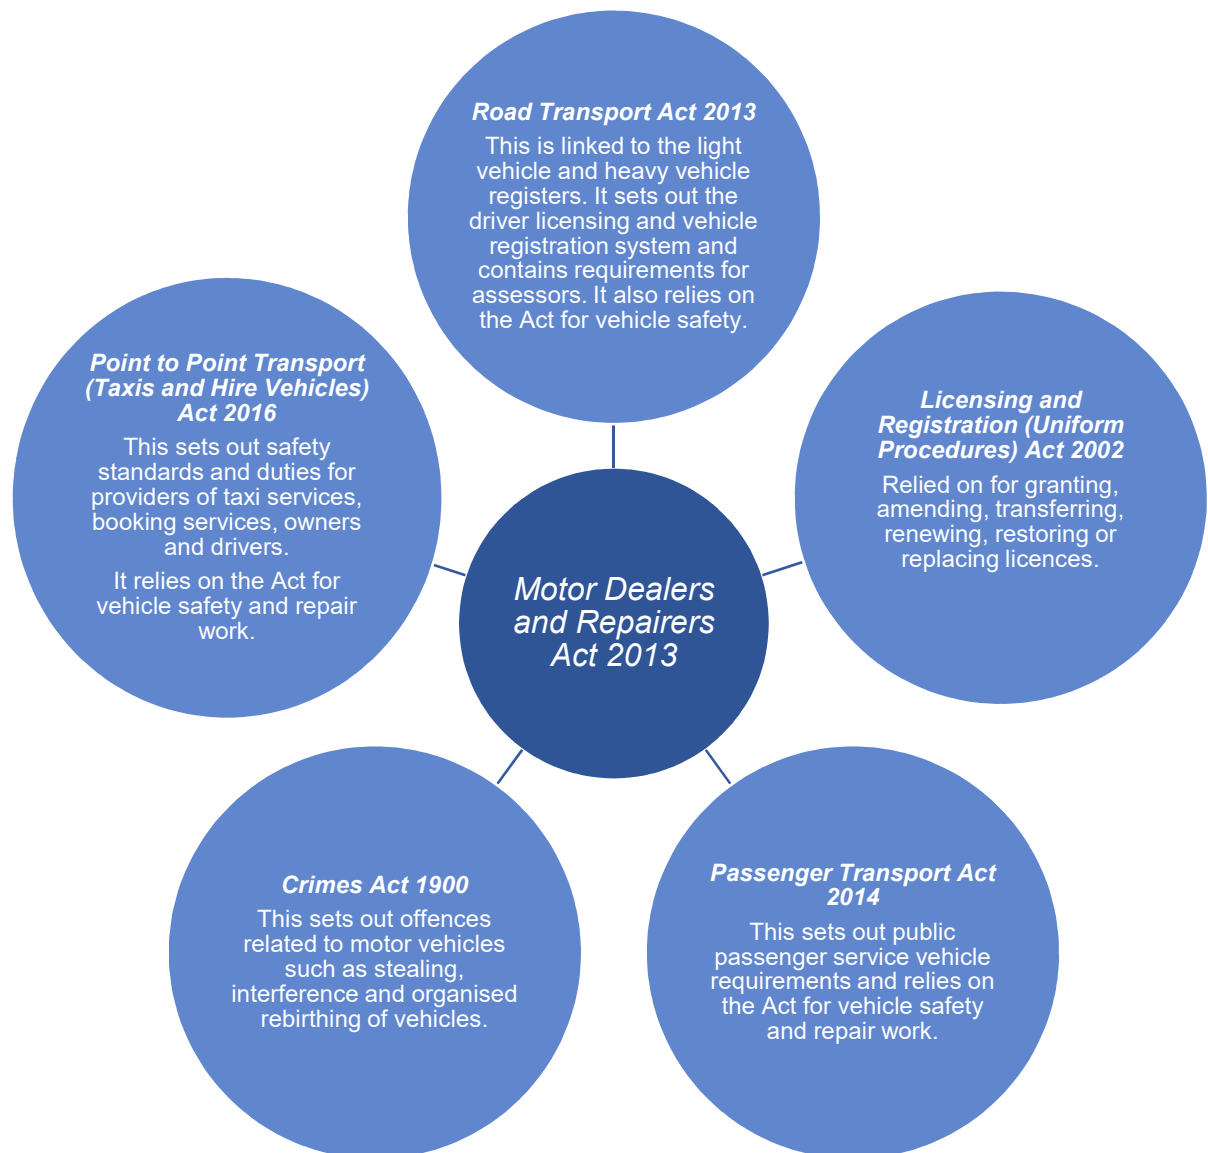 Road Transport Act 2013
This is linked to the light
vehicle and heavy vehicle
registers. It sets out the
driver licensing and vehicle
registration system and
contains requirements for
assessors. It also relies on
the Act for vehicle safety.
Licensing and
Registration (Uniform
Procedures) Act 2002
Relied on for granting,
amending, transferring,
renewing, restoring or
replacing licences.
Passenger Transport Act
2014
This sets out public
passenger service vehicle
requirements and relies on
the Act for vehicle safety
and repair work.
Crimes Act 1900
This sets out offences
related to motor vehicles
such as stealing,
interference and organised
rebirthing of vehicles.
Point to Point Transport
(Taxis and Hire Vehicles)
Act 2016
This sets out safety
standards and duties for
providers of taxi services,
booking services, owners
and drivers.
It relies on the Act for
vehicle safety and repair
work.
Motor Dealers
and Repairers
Act 2013